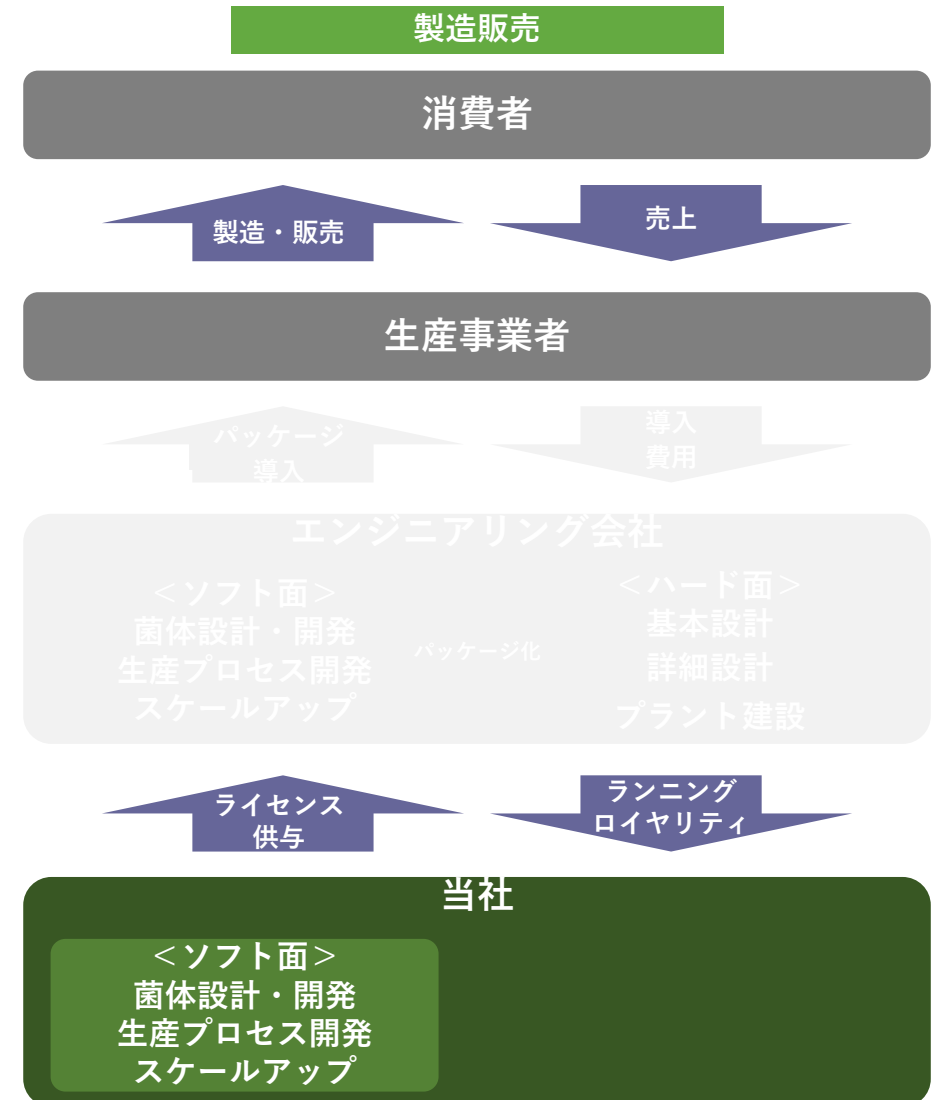 製造販売
消費者
製造・販売
売上
生産事業者
パッケージ
導入
導入
費用
エンジニアリング会社
＜ソフト面＞
菌体設計・開発
生産プロセス開発
スケールアップ
パッケージ化
＜ハード面＞
基本設計
詳細設計
プラント建設
ライセンス
供与
ランニング
ロイヤリティ
当社
＜ソフト面＞
菌体設計・開発
生産プロセス開発
スケールアップ